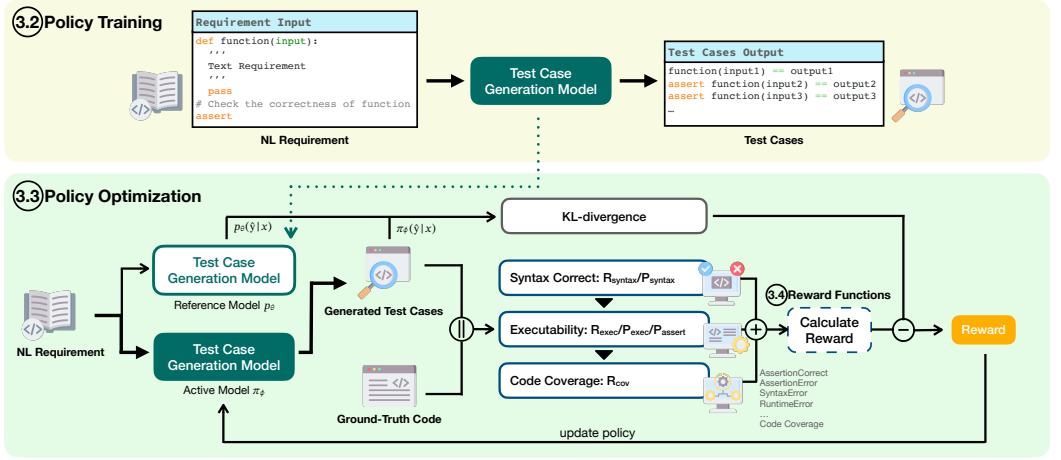 3.2 Policy Training
Requirement Input
def function(input):
'''
Text Requirement
'''
pass
# Check the correctness of function
assert
NL Requirement
Test Case
Generation Model
Test Cases Output
function(input1) == output1
assert function(input2) == output2
assert function(input3) == output3
…
Test Cases
3.3 Policy Optimization
pθ(ŷ|x)
πϕ(ŷ|x)
KL-divergence
Test Case
Generation Model
Reference Model pθ
Generated Test Cases
NL Requirement
Test Case
Generation Model
Active Model πϕ
Ground-Truth Code
||
Syntax Correct: Rsyntax/Psyntax
Executability: Rexec/Pexec/Passert
Code Coverage: Rcov
+
3.4 Reward Functions
Calculate
Reward
−
Reward
AssertionCorrect
AssertionError
SyntaxError
RuntimeError
...
Code Coverage
update policy